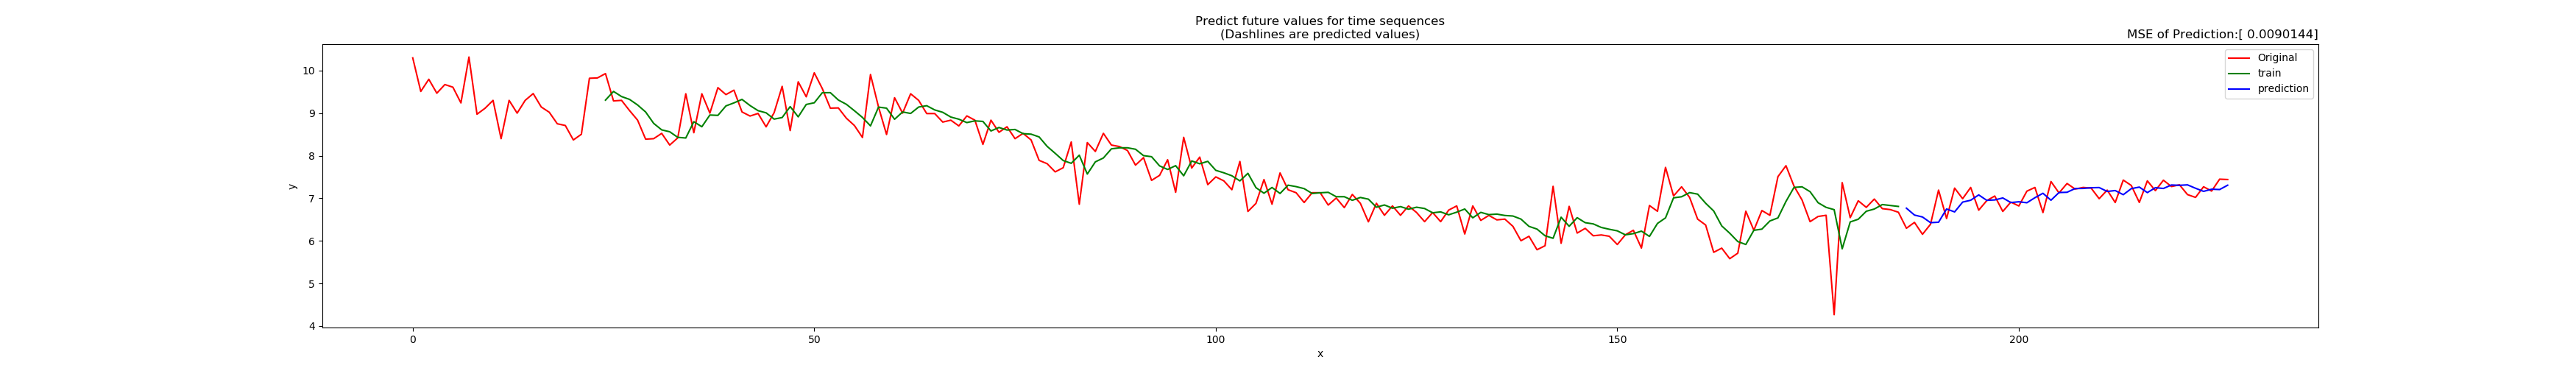 Predict future values for time sequences
(Dashlines are predicted values)
MSE of Prediction:[ 0.0090144]
Original
train
prediction
10
9
8
7
6
5
4
y
0
50
100
150
200
x